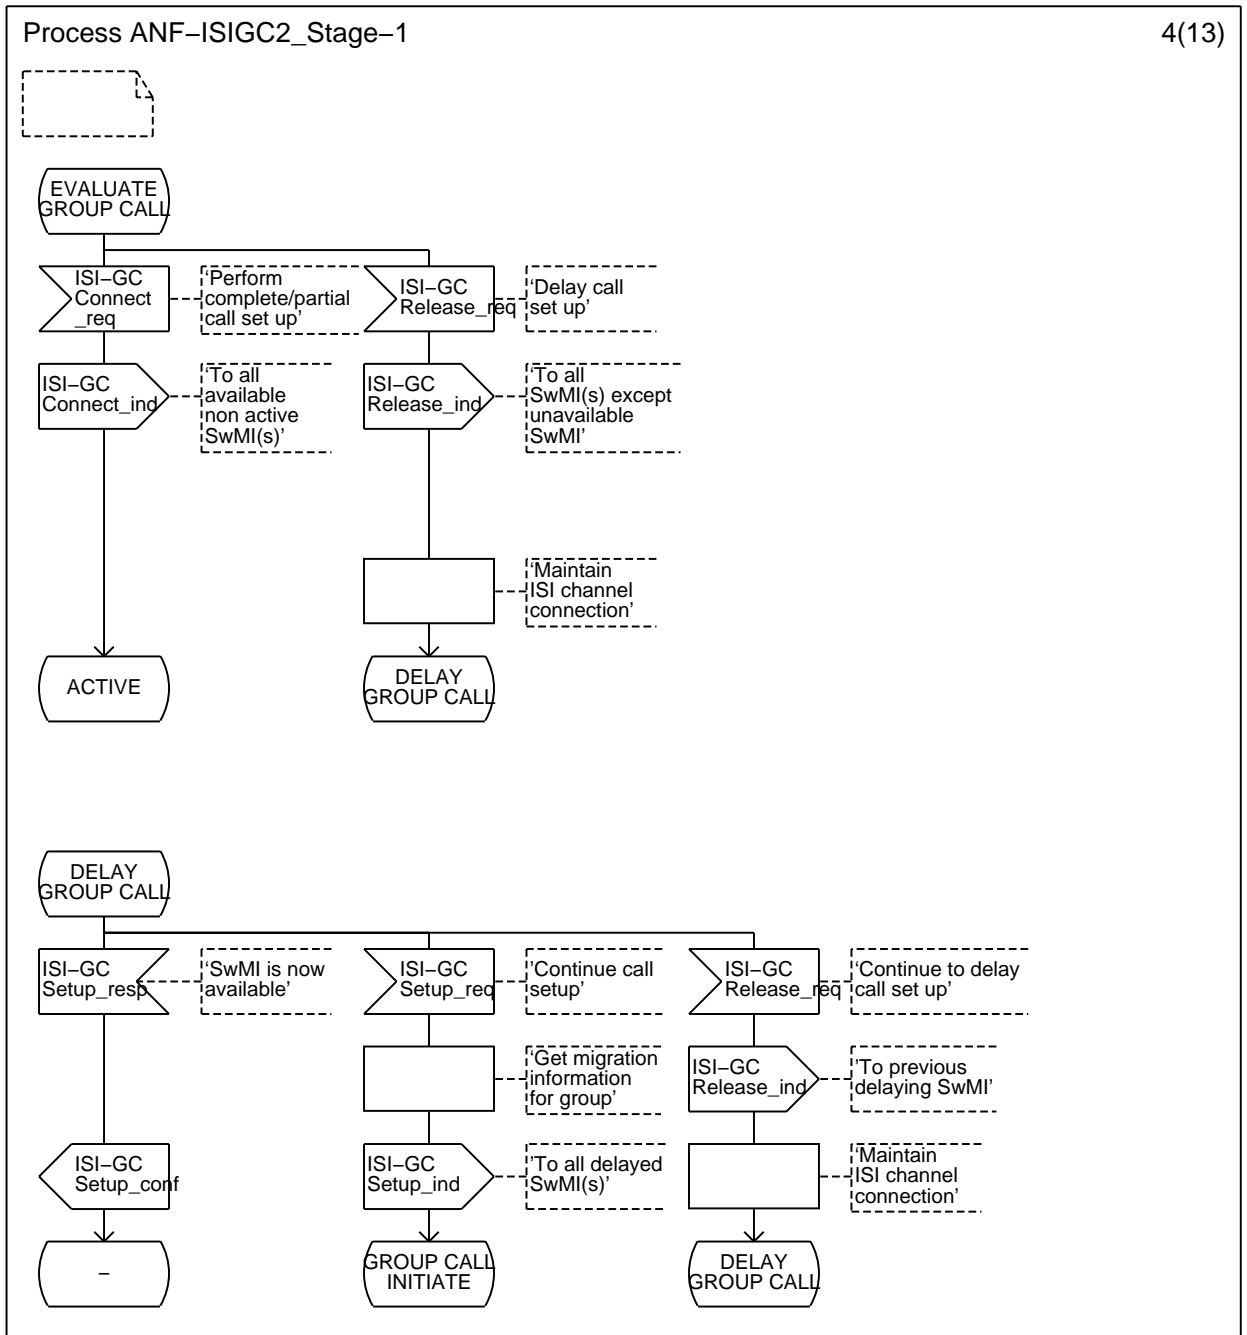 Process ANF–ISIGC2_Stage–1
4(13)
EVALUATE
GROUP CALL
ISI–GC
Connect
_req
'Perform
complete/partial
call set up'
ISI–GC
Release_req
'Delay call
set up'
ISI–GC
Connect_ind
'To all
available
non active
SwMI(s)'
ISI–GC
Release_ind
'To all
SwMI(s) except
unavailable
SwMI'
'Maintain
ISI channel
connection'
ACTIVE
DELAY
GROUP CALL
DELAY
GROUP CALL
ISI–GC
Setup_resp
'SwMI is now
available'
ISI–GC
Setup_req
'Continue call
setup'
ISI–GC
Release_req
'Continue to delay
call set up'
'Get migration
information
for group'
ISI–GC
Release_ind
'To previous
delaying SwMI'
ISI–GC
Setup_conf
ISI–GC
Setup_ind
'To all delayed
SwMI(s)'
'Maintain
ISI channel
connection'
–
GROUP CALL
INITIATE
DELAY
GROUP CALL